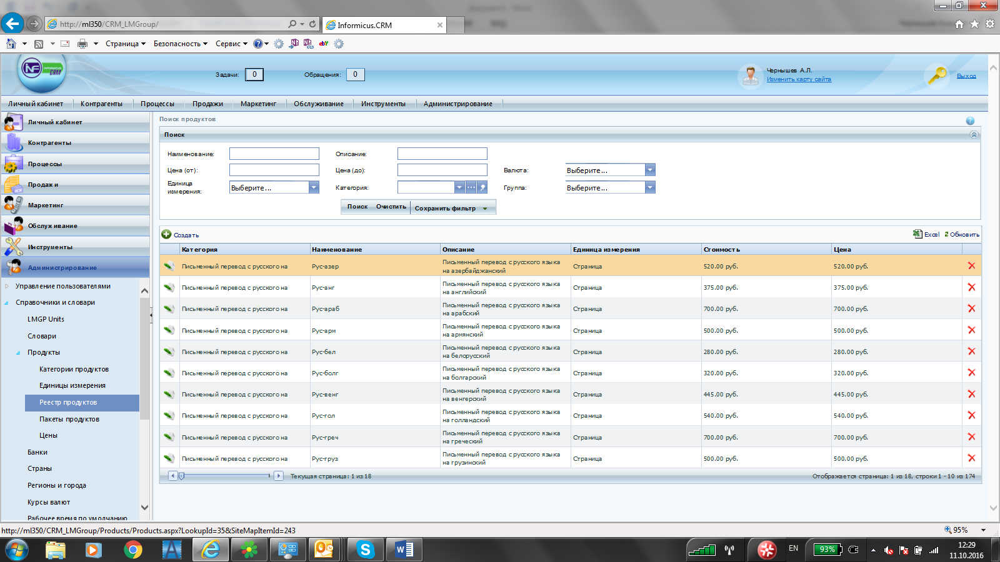 http://ml350/CRM_LMGroup/
Informicus.CRM
Страница
Безопасность
Сервис
INFORMICUS
CRM
Задачи: 0
Обращения: 0
Чернышев А.Л.
Изменить карту сайта
Выход
Личный кабинет
Контрагенты
Процессы
Продажи
Маркетинг
Обслуживание
Инструменты
Администрирование
Личный кабинет
Контрагенты
Процессы
Продажи
Маркетинг
Обслуживание
Инструменты
Администрирование
Управление пользователями
Справочники и словари
LMGP Units
Словари
Продукты
Категории продуктов
Единицы измерения
Реестр продуктов
Пакеты продуктов
Цены
Банки
Страны
Регионы и города
Курсы валют
Рабочее время по умолчанию
Поиск продуктов
Поиск
Наименование:
Описание:
Цена (от):
Цена (до):
Валюта: Выберите...
Единица
измерения:
Выберите...
Категория:
Группа: Выберите...
Поиск Очистить Сохранить фильтр
Создать
Excel Обновить
Категория Наименование Описание Единица измерения Стоимость Цена
Письменный перевод с русского на Рус-азер Письменный перевод с русского языка
на азербайджанский Страница 520.00 руб. 520.00 руб.
Письменный перевод с русского на Рус-анг Письменный перевод с русского языка
на английский Страница 375.00 руб. 375.00 руб.
Письменный перевод с русского на Рус-араб Письменный перевод с русского языка
на арабский Страница 700.00 руб. 700.00 руб.
Письменный перевод с русского на Рус-арм Письменный перевод с русского языка
на армянский Страница 500.00 руб. 500.00 руб.
Письменный перевод с русского на Рус-бел Письменный перевод с русского языка
на белорусский Страница 280.00 руб. 280.00 руб.
Письменный перевод с русского на Рус-болг Письменный перевод с русского языка
на болгарский Страница 320.00 руб. 320.00 руб.
Письменный перевод с русского на Рус-венг Письменный перевод с русского языка
на венгерский Страница 445.00 руб. 445.00 руб.
Письменный перевод с русского на Рус-гол Письменный перевод с русского языка
на голландский Страница 540.00 руб. 540.00 руб.
Письменный перевод с русского на Рус-греч Письменный перевод с русского языка
на греческий Страница 700.00 руб. 700.00 руб.
Письменный перевод с русского на Рус-груз Письменный перевод с русского языка
на грузинский Страница 500.00 руб. 500.00 руб.
Текущая страница: 1 из 18
Отображается страница: 1 из 18, строки 1 - 10 из 174
http://ml350/CRM_LMGroup/Products/Products.aspx?LookupId=35&SiteMapItemId=243
95%
EN
93%
12:29
11.10.2016